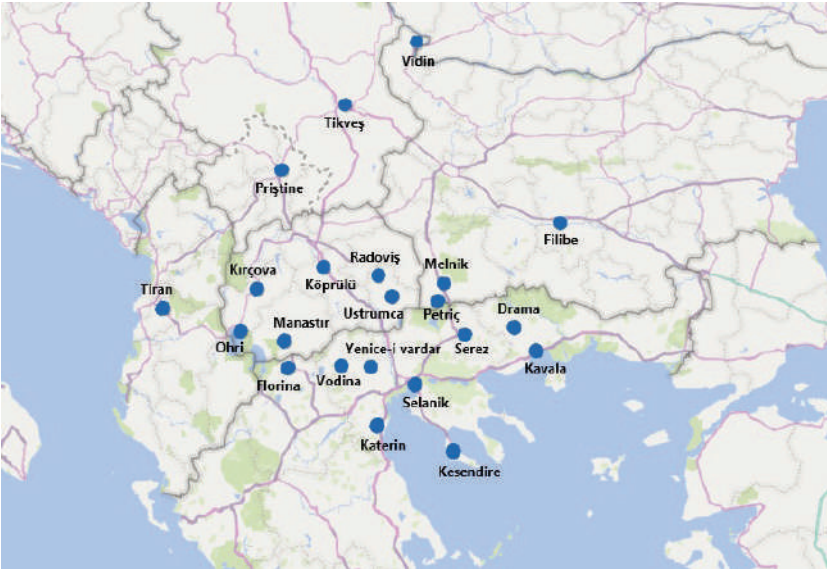 Vidin
Tikveş
Priştine
Filibe
Radoviş
Melnik
Kırçova
Köprülü
Tiran
Ustrumca
Petriç
Drama
Manastır
Ohri
Yenice-i vardar
Serez
Kavala
Florina
Vodina
Selanik
Katerin
Kesendire